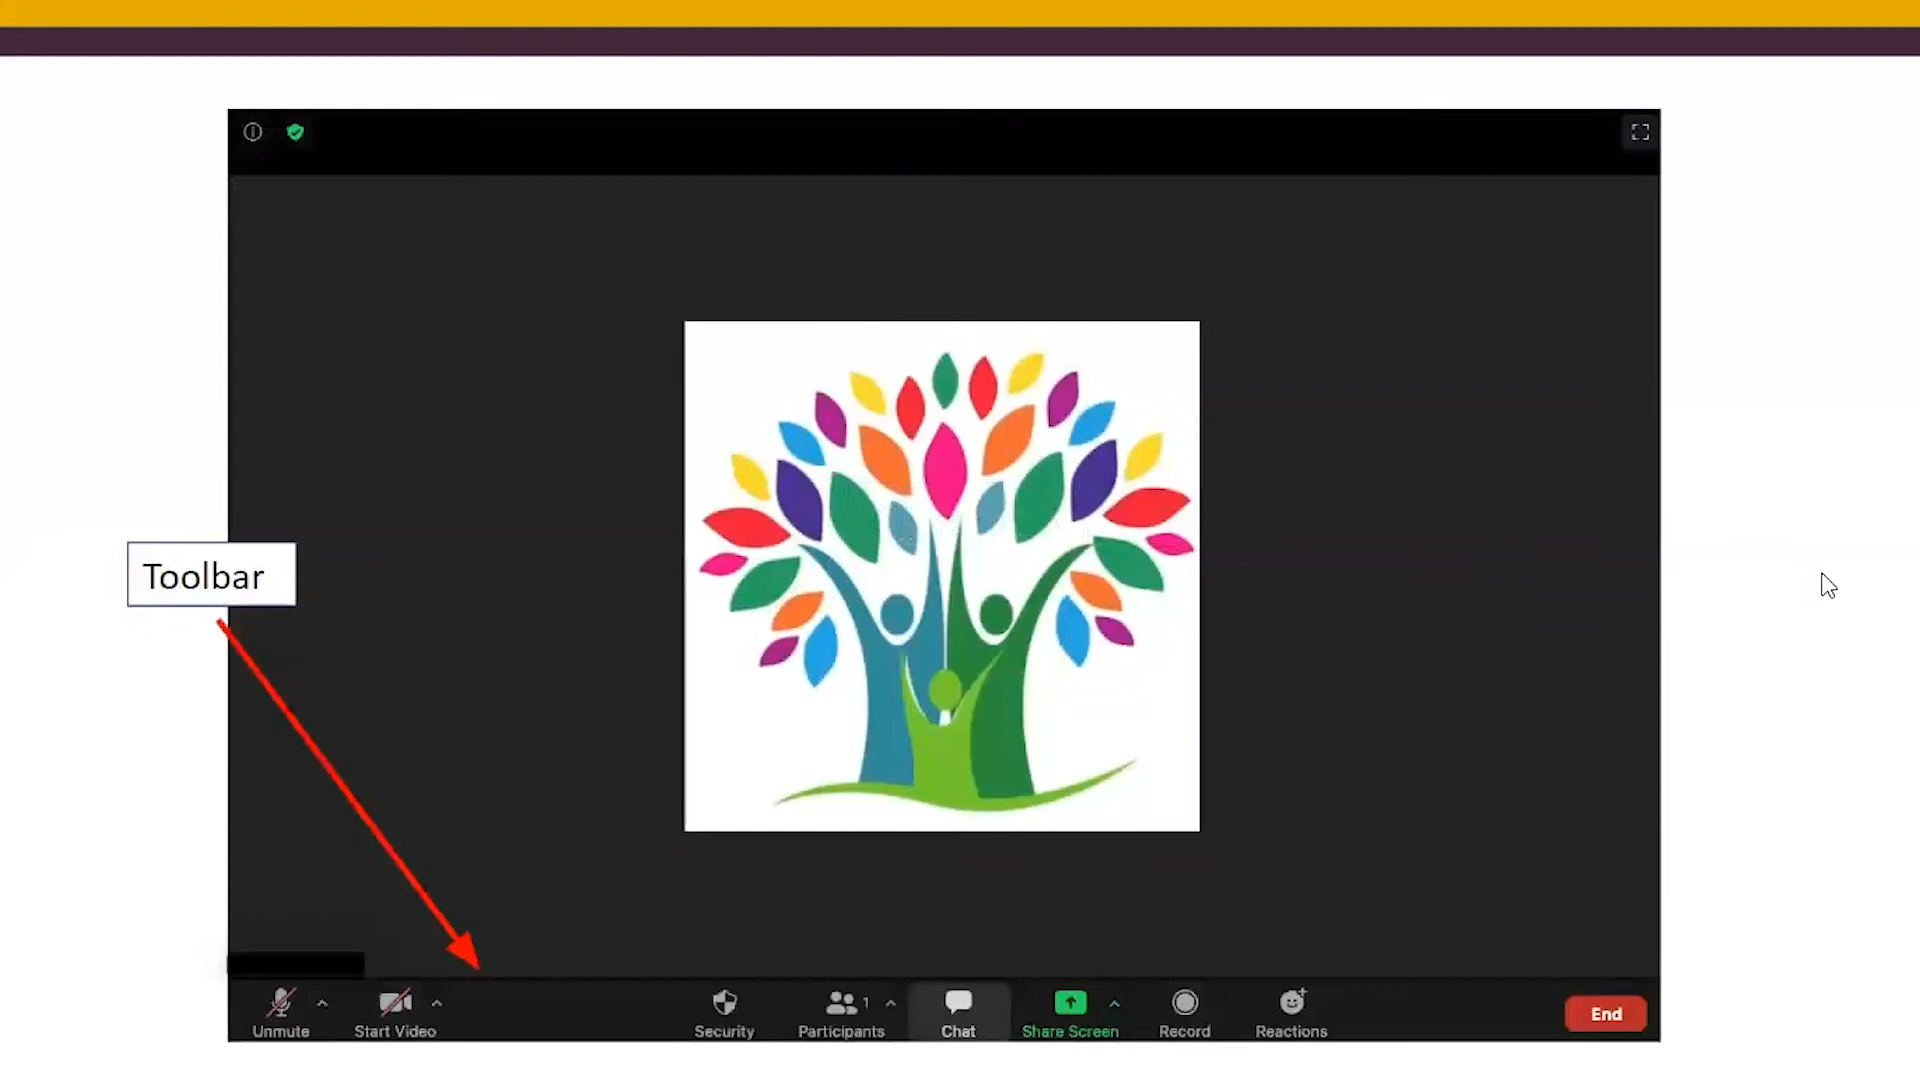 Toolbar
Unmute
Start Video
Security
1
Participants
Chat
Share Screen
Record
Reactions
End